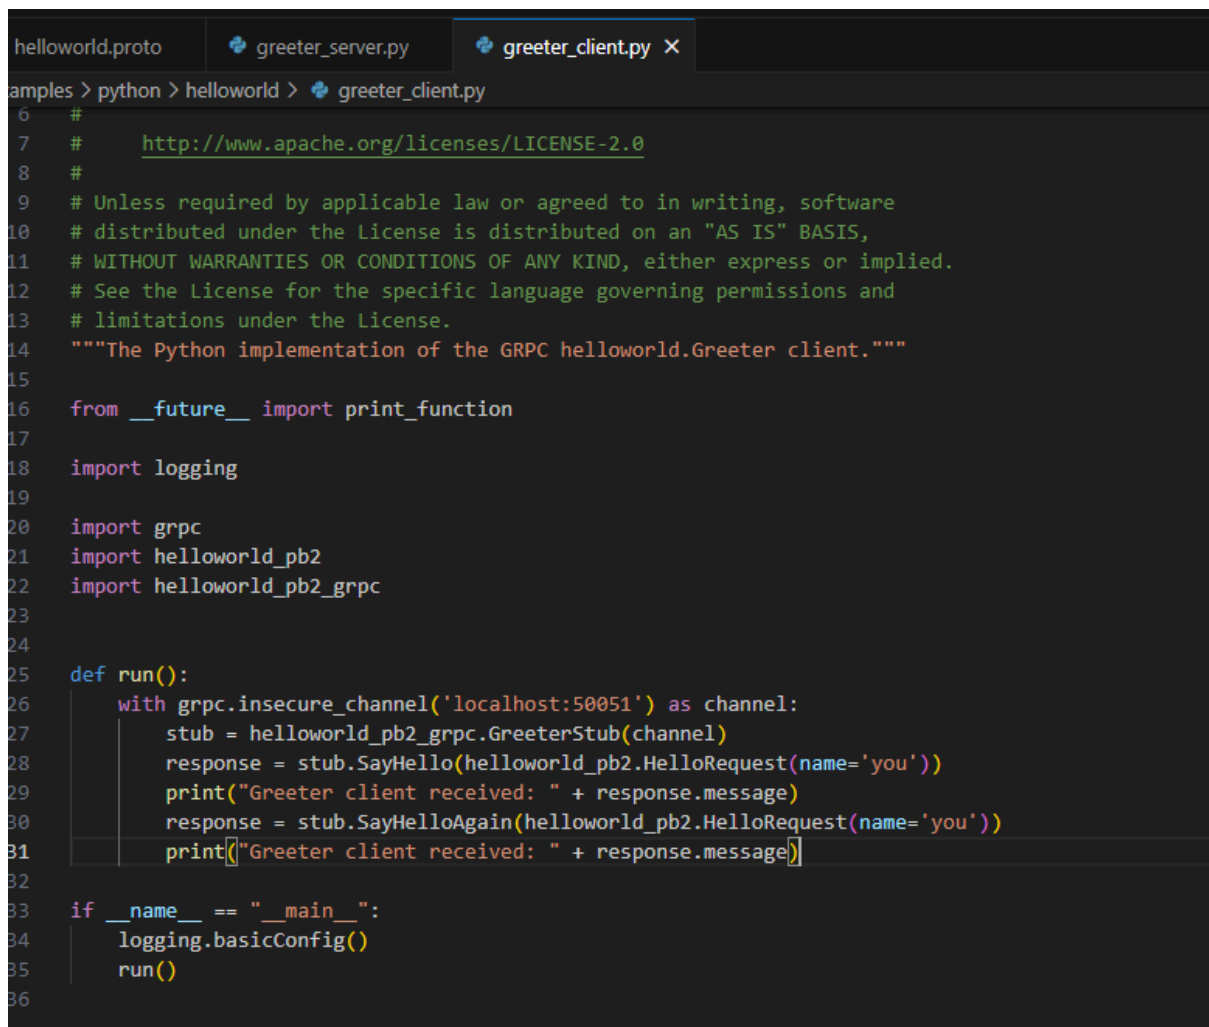 helloworld.proto greeter_server.py greeter_client.py ×
amples > python > helloworld > greeter_client.py
6 #
7 # http://www.apache.org/licenses/LICENSE-2.0
8 #
9 # Unless required by applicable law or agreed to in writing, software
10 # distributed under the License is distributed on an "AS IS" BASIS,
11 # WITHOUT WARRANTIES OR CONDITIONS OF ANY KIND, either express or implied.
12 # See the License for the specific language governing permissions and
13 # limitations under the License.
14 """The Python implementation of the GRPC helloworld.Greeter client."""
15
16 from __future__ import print_function
17
18 import logging
19
20 import grpc
21 import helloworld_pb2
22 import helloworld_pb2_grpc
23
24
25 def run():
26     with grpc.insecure_channel('localhost:50051') as channel:
27         stub = helloworld_pb2_grpc.GreeterStub(channel)
28         response = stub.SayHello(helloworld_pb2.HelloRequest(name='you'))
29         print("Greeter client received: " + response.message)
30         response = stub.SayHelloAgain(helloworld_pb2.HelloRequest(name='you'))
31         print("Greeter client received: " + response.message)
32
33 if __name__ == "__main__":
34     logging.basicConfig()
35     run()
36